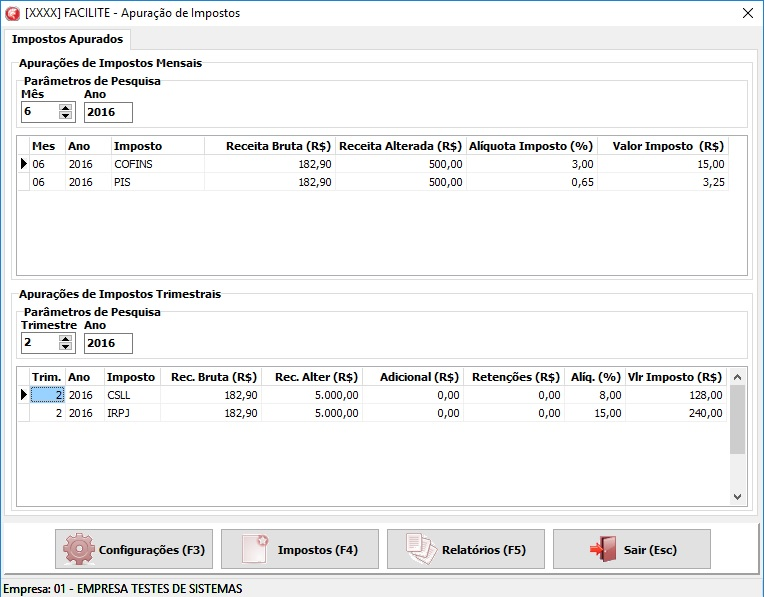 [XXXX] FACILITE - Apuração de Impostos
Impostos Apurados
Apurações de Impostos Mensais
Parâmetros de Pesquisa
Mês Ano
6 2016
Mes Ano Imposto Receita Bruta (R$) Receita Alterada (R$) Alíquota Imposto (%) Valor Imposto (R$)
06 2016 COFINS 182,90 500,00 3,00 15,00
06 2016 PIS 182,90 500,00 0,65 3,25
Apurações de Impostos Trimestrais
Parâmetros de Pesquisa
Trimestre Ano
2 2016
Trim. Ano Imposto Rec. Bruta (R$) Rec. Alter (R$) Adicional (R$) Retenções (R$) Alíq. (%) Vlr Imposto (R$)
2 2016 CSLL 182,90 5.000,00 0,00 0,00 8,00 128,00
2 2016 IRPJ 182,90 5.000,00 0,00 0,00 15,00 240,00
Configurações (F3) Impostos (F4) Relatórios (F5) Sair (Esc)
Empresa: 01 - EMPRESA TESTES DE SISTEMAS